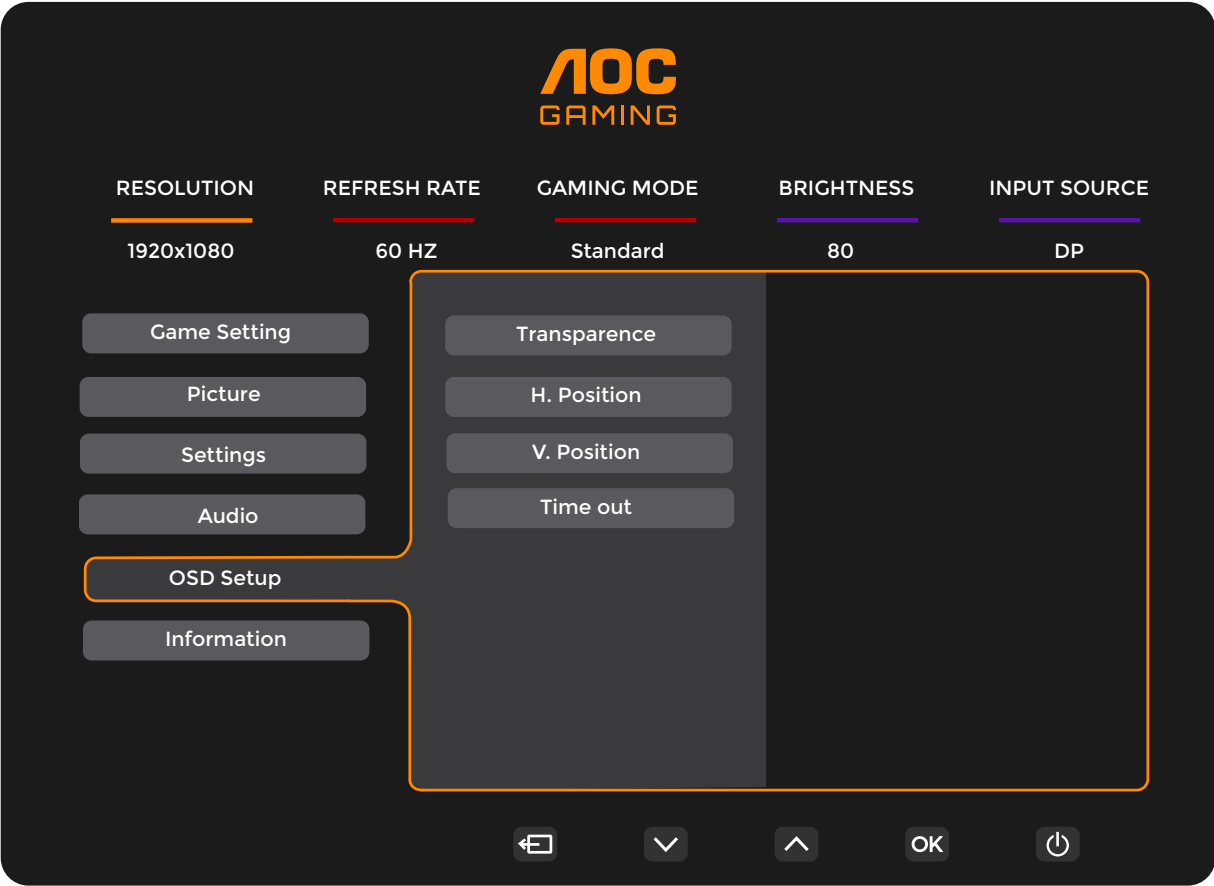 AOC
GAMING
RESOLUTION REFRESH RATE GAMING MODE BRIGHTNESS INPUT SOURCE
1920x1080 60 HZ Standard 80 DP
Game Setting
Picture
Settings
Audio
OSD Setup
Information
Transparence
H. Position
V. Position
Time out
OK